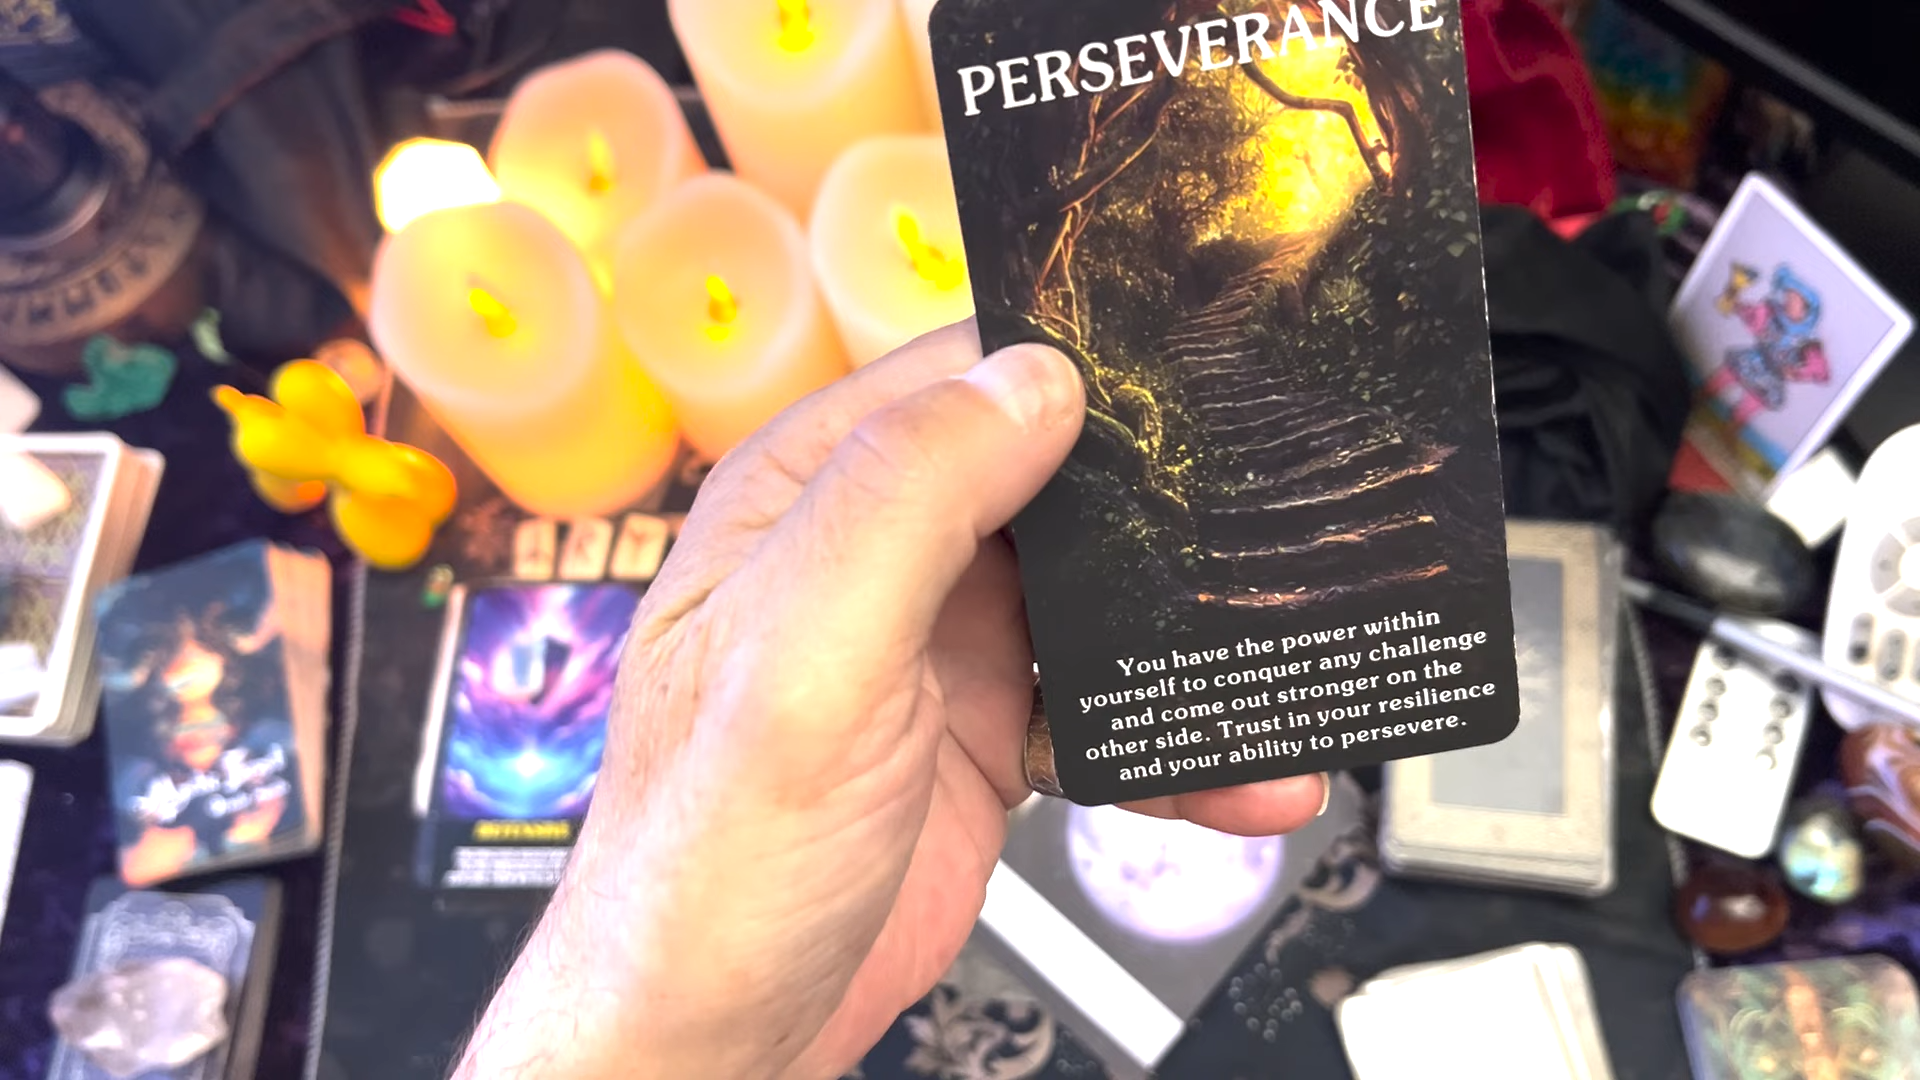 PERSEVERANCE
You have the power within
yourself to conquer any challenge
and come out stronger on the
other side. Trust in your resilience
and your ability to persevere.